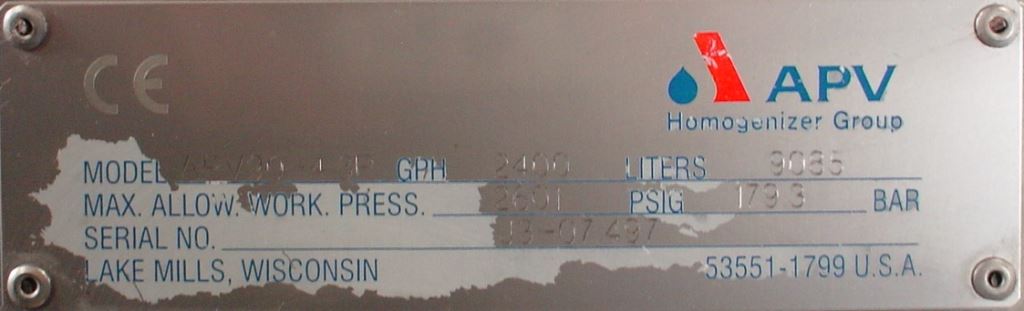 CE
APV
Homogenizer Group
MODEL GPH 2400 LITERS 9085
MAX. ALLOW. WORK. PRESS. 2601 PSIG 179.3 BAR
SERIAL NO.
LAKE MILLS, WISCONSIN 53551-1799 U.S.A.